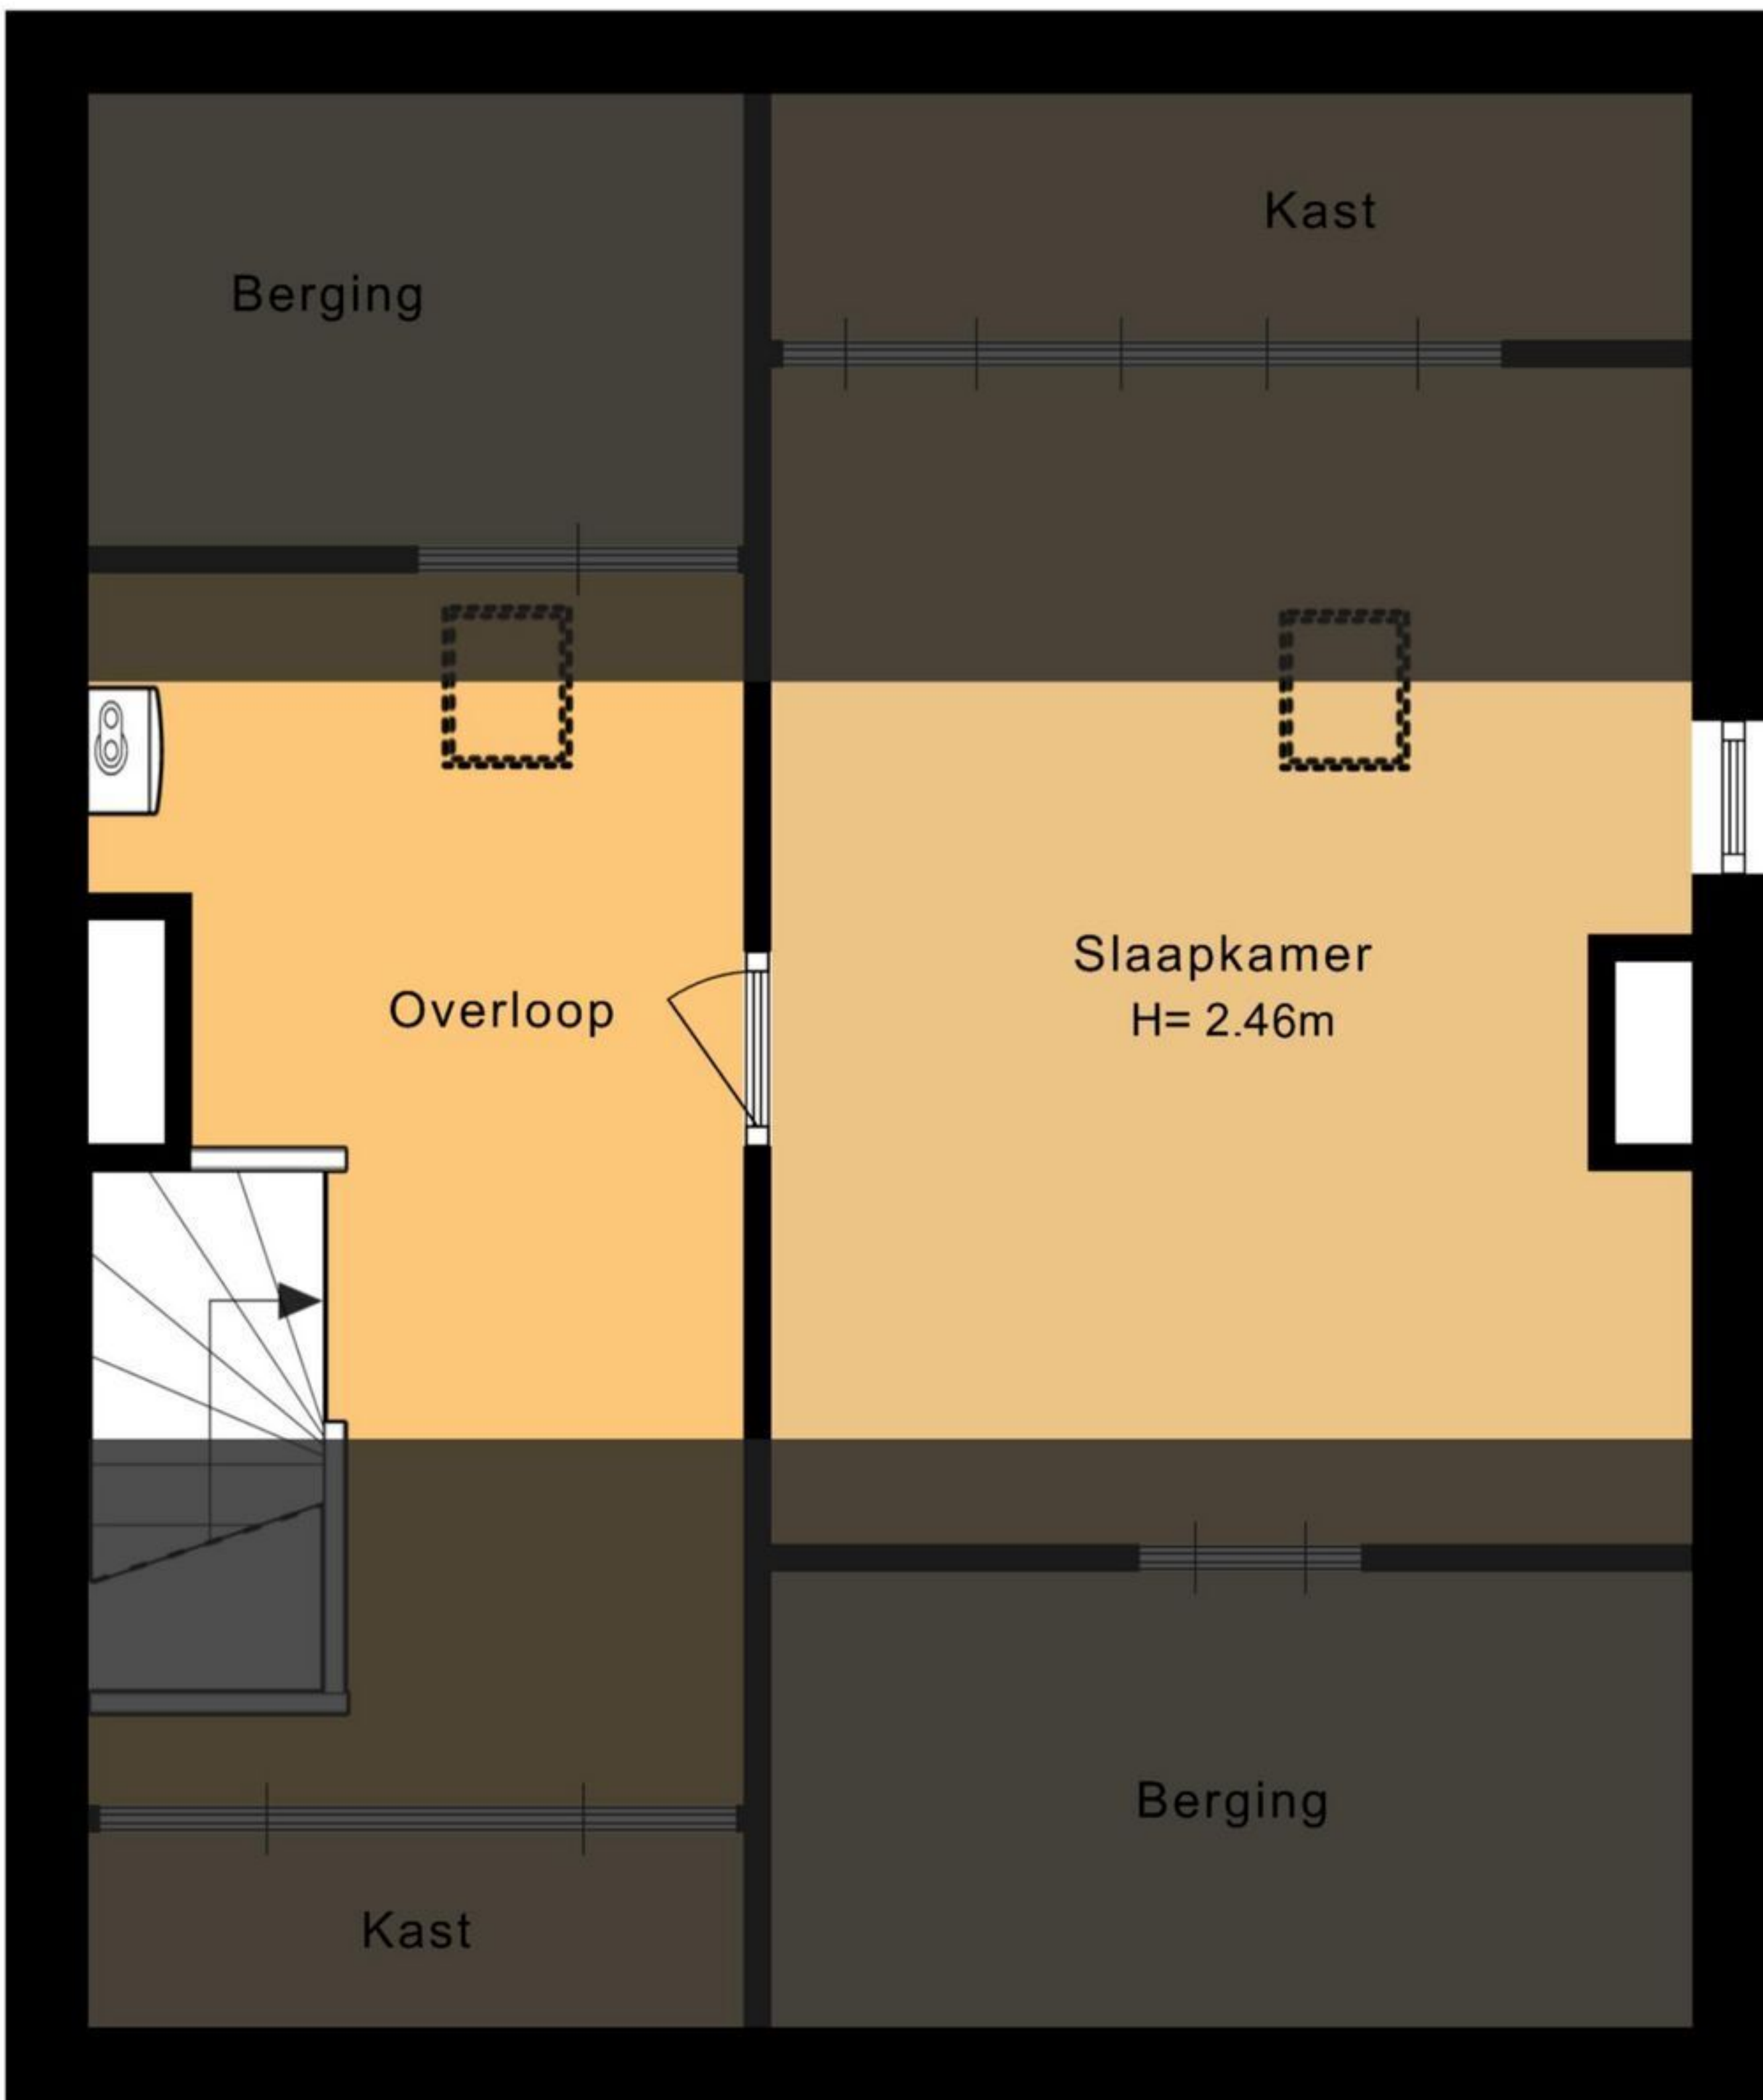 Kast
Berging
Slaapkamer
H= 2.46m
Overloop
Berging
Kast